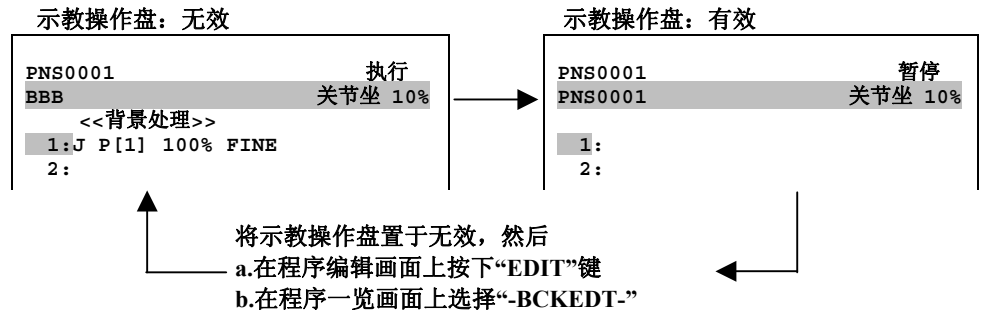 示教操作盘：无效
PNS0001 执行
BBB 关节坐 10%
<<背景处理>>
1:J P[1] 100% FINE
2:
示教操作盘：有效
PNS0001 暂停
PNS0001 关节坐 10%
1:
2:
将示教操作盘置于无效，然后
a.在程序编辑画面上按下“EDIT”键
b.在程序一览画面上选择“-BCKEDT-”